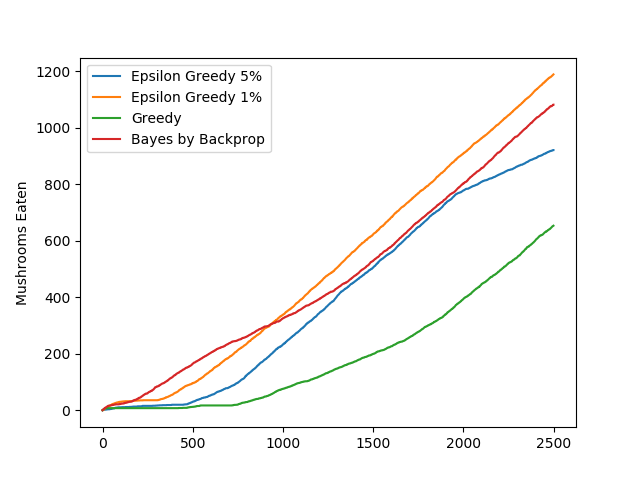 Epsilon Greedy 5%
Epsilon Greedy 1%
Greedy
Bayes by Backprop
Mushrooms Eaten
1200
1000
800
600
400
200
0
0 500 1000 1500 2000 2500